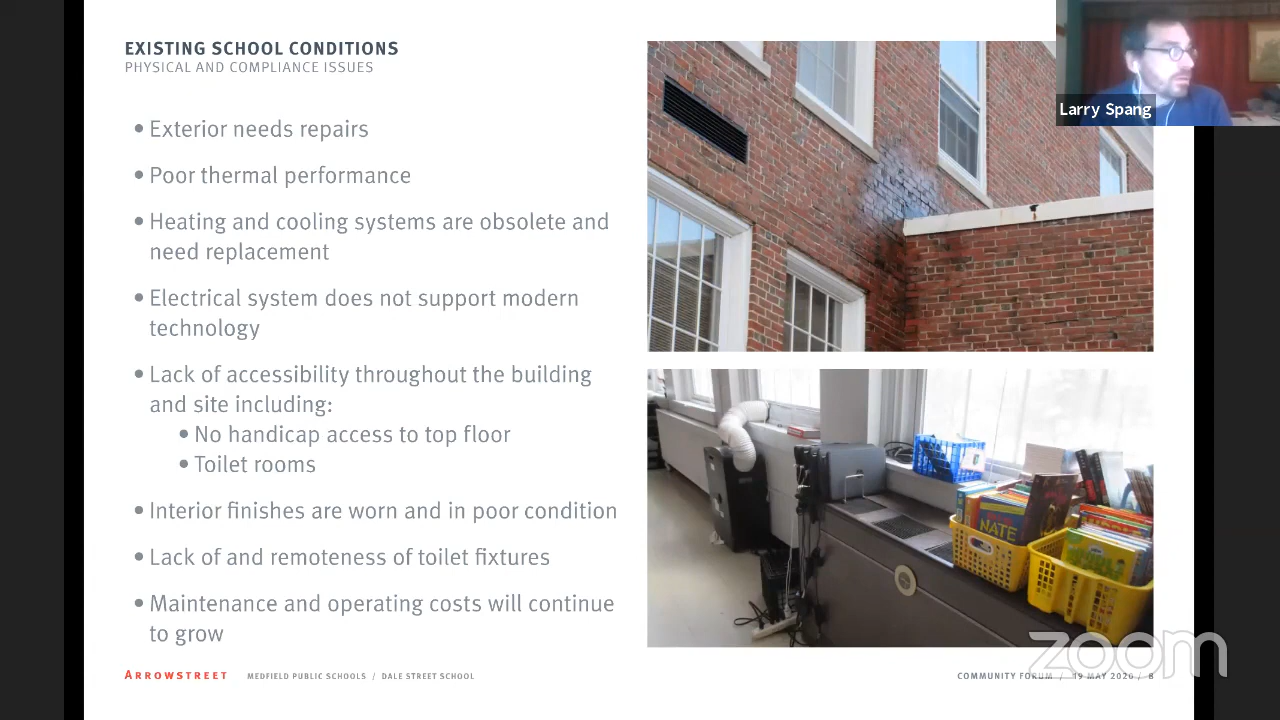 EXISTING SCHOOL CONDITIONS
PHYSICAL AND COMPLIANCE ISSUES
• Exterior needs repairs
• Poor thermal performance
• Heating and cooling systems are obsolete and
need replacement
• Electrical system does not support modern
technology
• Lack of accessibility throughout the building
and site including:
• No handicap access to top floor
• Toilet rooms
• Interior finishes are worn and in poor condition
• Lack of and remoteness of toilet fixtures
• Maintenance and operating costs will continue
to grow
Larry Spang
NATE
ARROWSTREET MEDFIELD PUBLIC SCHOOLS / DALE STREET SCHOOL
COMMUNITY FORUM / 19 MAY 2020 / 8
zoom